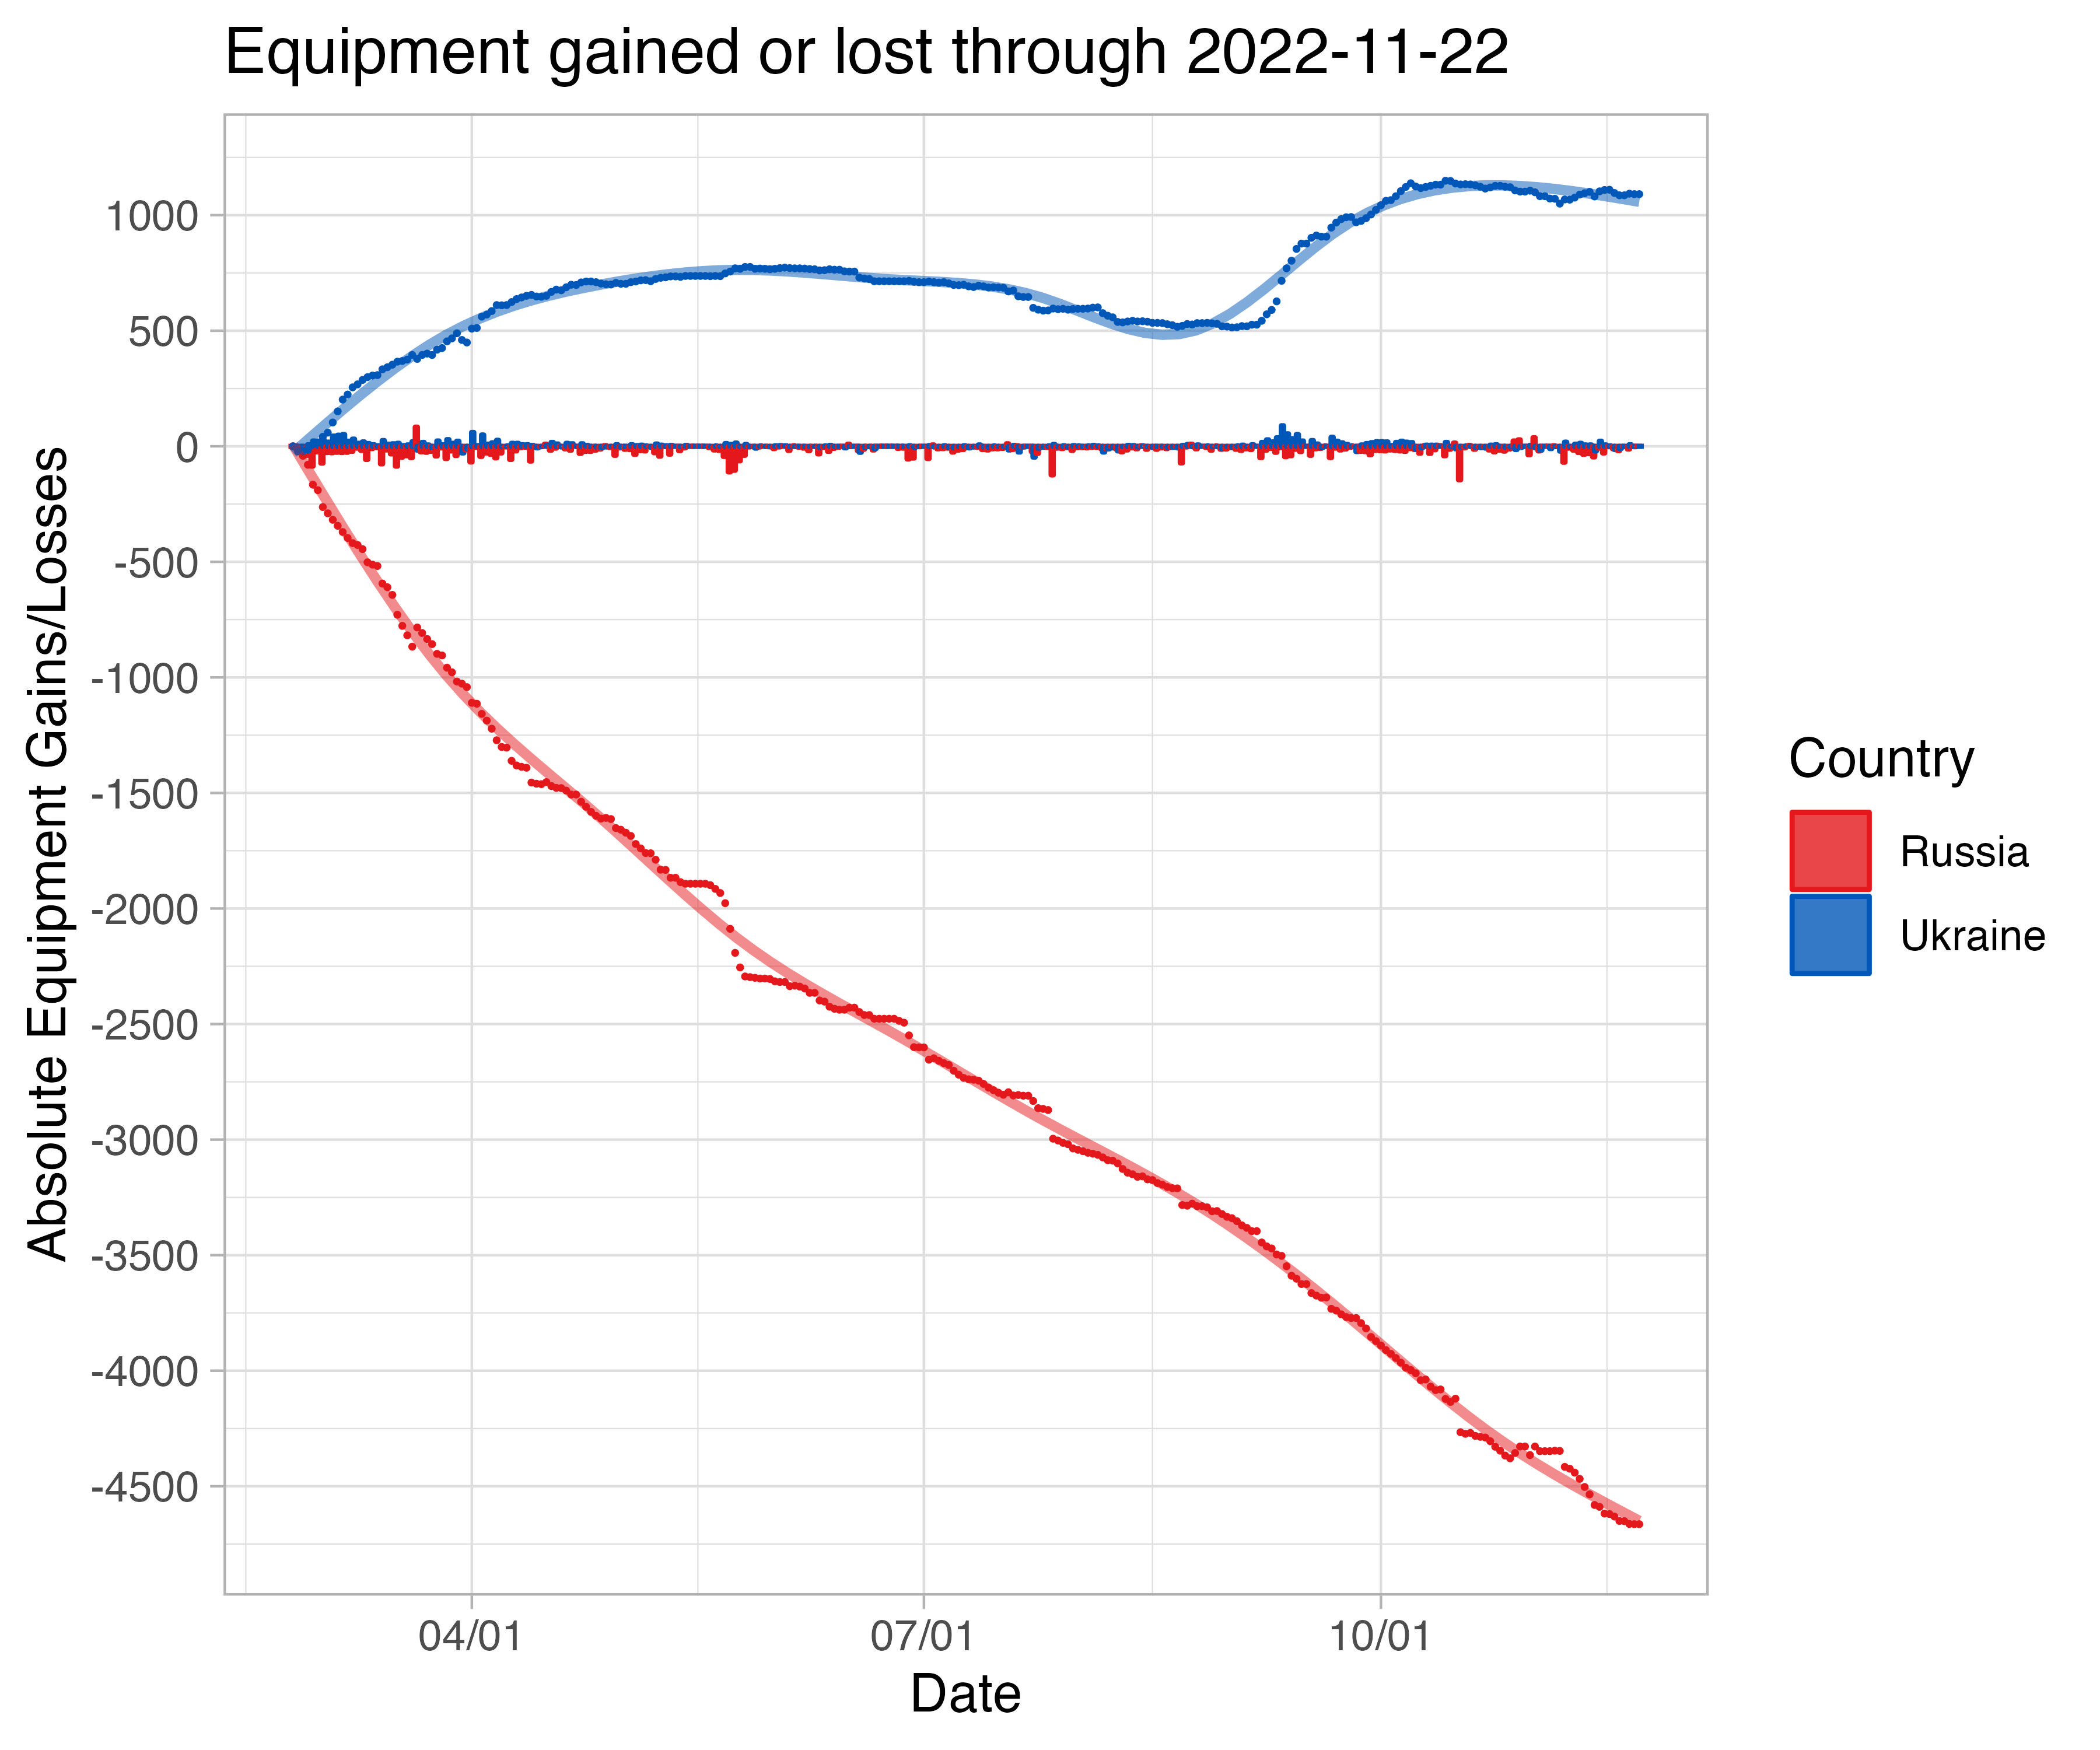 Equipment gained or lost through 2022-11-22
Absolute Equipment Gains/Losses
1000
500
0
-500
-1000
-1500
-2000
-2500
-3000
-3500
-4000
-4500
04/01
07/01
10/01
Date
Country
Russia
Ukraine